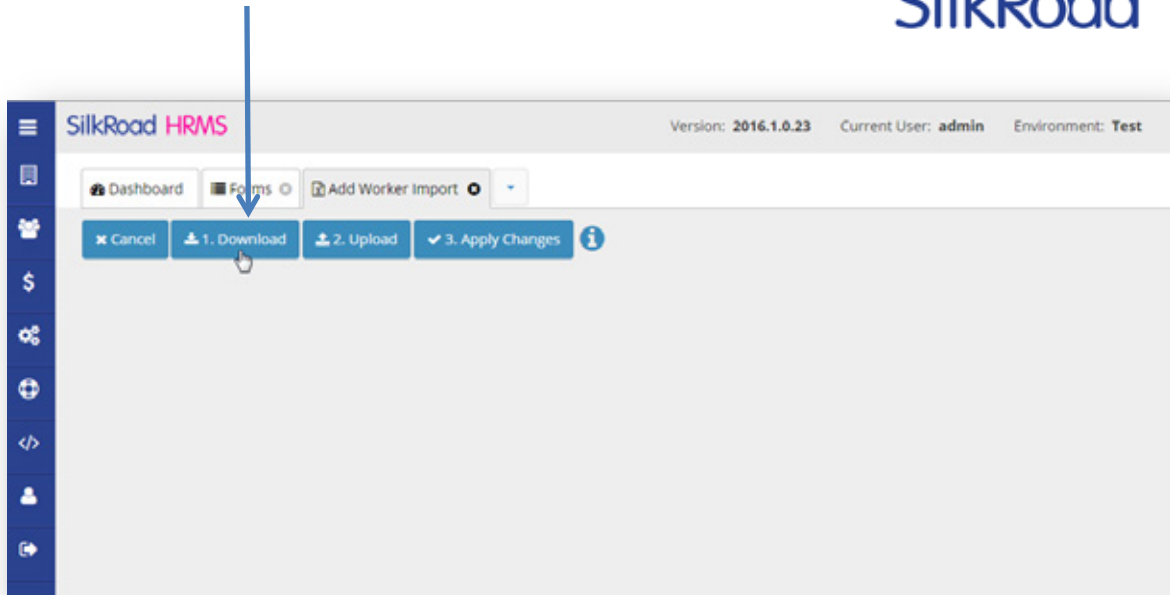 SilkRoad
SilkRoad HRMS
Version: 2016.1.0.23 Current User: admin Environment: Test
Dashboard Forms Add Worker Import
Cancel 1. Download 2. Upload 3. Apply Changes